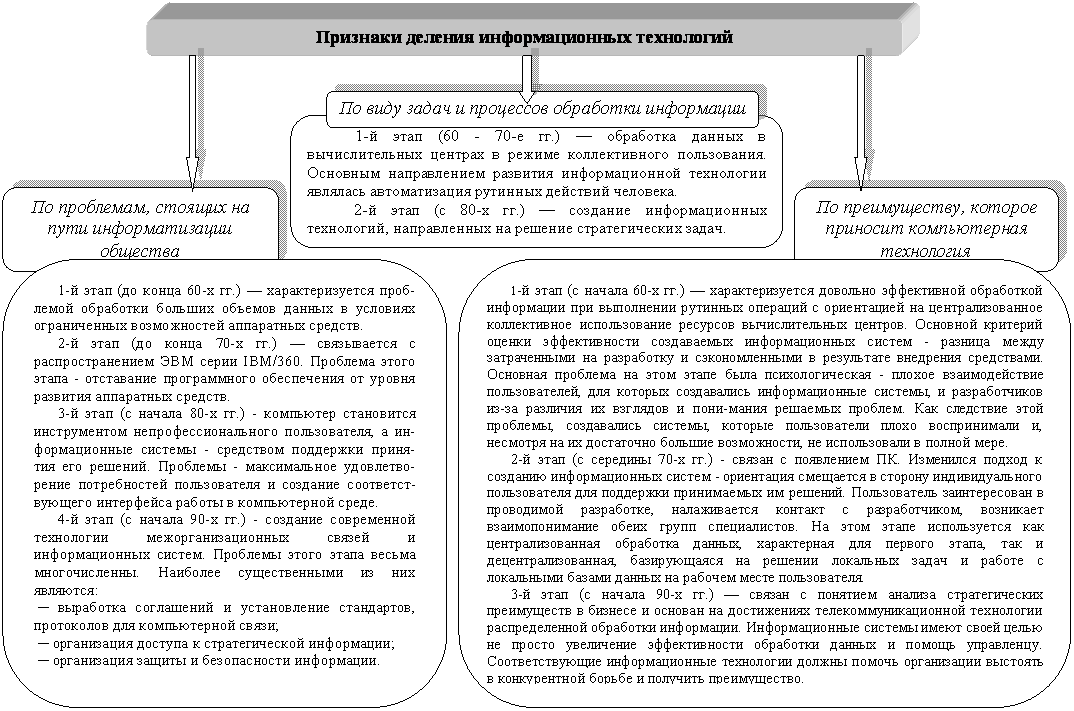 Признаки деления информационных технологий
По виду задач и процессов обработки информации
1-й этап (60 - 70-е гг.) — обработка данных в
вычислительных центрах в режиме коллективного пользования.
Основным направлением развития информационной технологии
являлась автоматизация рутинных действий человека.
2-й этап (с 80-х гг.) — создание информационных
технологий, направленных на решение стратегических задач.
По проблемам, стоящих на
пути информатизации
общества
1-й этап (до конца 60-х гг.) — характеризуется проб-
лемой обработки больших объемов данных в условиях
ограниченных возможностей аппаратных средств.
2-й этап (до конца 70-х гг.) — связывается с
распространением ЭВМ серии IBM/360. Проблема этого
этапа - отставание программного обеспечения от уровня
развития аппаратных средств.
3-й этап (с начала 80-х гг.) - компьютер становится
инструментом непрофессионального пользователя, а ин-
формационные системы - средством поддержки приня-
тия его решений. Проблемы - максимальное удовлетво-
рение потребностей пользователя и создание соответст-
вующего интерфейса работы в компьютерной среде.
4-й этап (с начала 90-х гг.) - создание современной
технологии межорганизационных связей и
информационных систем. Проблемы этого этапа весьма
многочисленны. Наиболее существенными из них
являются:
— выработка соглашений и установление стандартов,
протоколов для компьютерной связи;
— организация доступа к стратегической информации;
— организация защиты и безопасности информации.
По преимуществу, которое
приносит компьютерная
технология
1-й этап (с начала 60-х гг.) — характеризуется довольно эффективной обработкой
информации при выполнении рутинных операций с ориентацией на централизованное
коллективное использование ресурсов вычислительных центров. Основной критерий
оценки эффективности создаваемых информационных систем - разница между
затраченными на разработку и сэкономленными в результате внедрения средствами.
Основная проблема на этом этапе была психологическая - плохое взаимодействие
пользователей, для которых создавались информационные системы, и разработчиков
из-за различия их взглядов и пони-мания решаемых проблем. Как следствие этой
проблемы, создавались системы, которые пользователи плохо воспринимали и,
несмотря на их достаточно большие возможности, не использовали в полной мере.
2-й этап (с середины 70-х гг.) - связан с появлением ПК. Изменился подход к
созданию информационных систем - ориентация смещается в сторону индивидуального
пользователя для поддержки принимаемых им решений. Пользователь заинтересован в
проводимой разработке, налаживается контакт с разработчиком, возникает
взаимопонимание обеих групп специалистов. На этом этапе используется как
централизованная обработка данных, характерная для первого этапа, так и
децентрализованная, базирующаяся на решении локальных задач и работе с
локальными базами данных на рабочем месте пользователя.
3-й этап (с начала 90-х гг.) — связан с понятием анализа стратегических
преимуществ в бизнесе и основан на достижениях телекоммуникационной технологии
распределенной обработки информации. Информационные системы имеют своей целью
не просто увеличение эффективности обработки данных и помощь управленцу.
Соответствующие информационные технологии должны помочь организации выстоять
в конкурентной борьбе и получить преимущество.